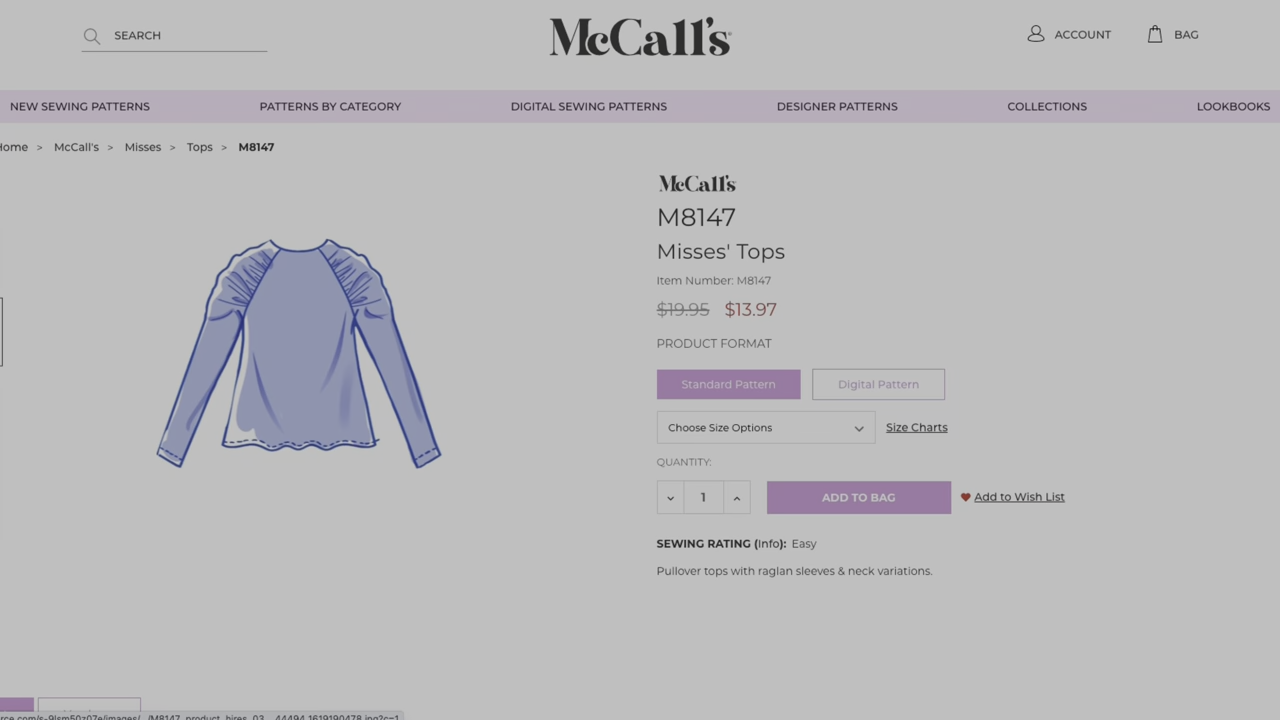 SEARCH
McCall's
ACCOUNT
BAG
NEW SEWING PATTERNS
PATTERNS BY CATEGORY
DIGITAL SEWING PATTERNS
DESIGNER PATTERNS
COLLECTIONS
LOOKBOOKS
Home > McCall's > Misses > Tops > M8147
McCall's
M8147
Misses' Tops
Item Number: M8147
$19.95 $13.97
PRODUCT FORMAT
Standard Pattern
Digital Pattern
Choose Size Options
Size Charts
QUANTITY:
1
ADD TO BAG
Add to Wish List
SEWING RATING (Info): Easy
Pullover tops with raglan sleeves & neck variations.